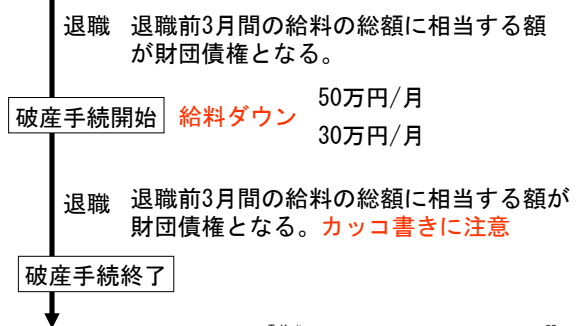 退職 退職前3月間の給料の総額に相当する額
が財団債権となる。
破産手続開始 給料ダウン
50万円/月
30万円/月
退職 退職前3月間の給料の総額に相当する額が
財団債権となる。カッコ書きに注意
破産手続終了